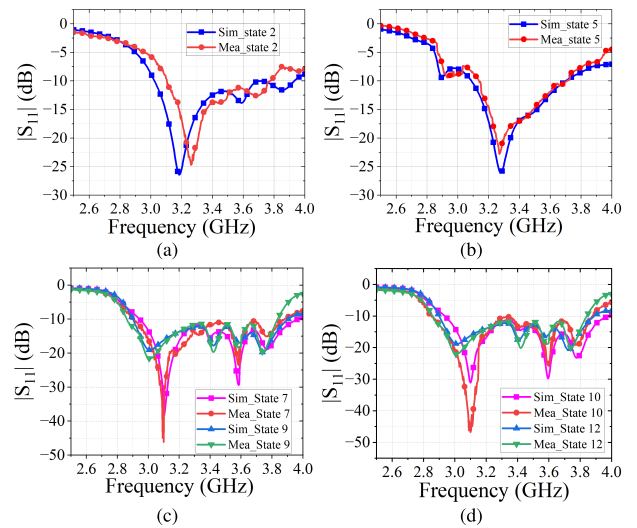 0
−5
−10
−15
−20
−25
−30
|S11| (dB)
Sim_state 2
Mea_state 2
2.6 2.8 3.0 3.2 3.4 3.6 3.8 4.0
Frequency (GHz)
(a)
0
−5
−10
−15
−20
−25
−30
|S11| (dB)
Sim_state 5
Mea_state 5
2.6 2.8 3.0 3.2 3.4 3.6 3.8 4.0
Frequency (GHz)
(b)
0
−10
−20
−30
−40
−50
|S11| (dB)
Sim_State 7
Mea_State 7
Sim_State 9
Mea_State 9
2.6 2.8 3.0 3.2 3.4 3.6 3.8 4.0
Frequency (GHz)
(c)
0
−10
−20
−30
−40
−50
|S11| (dB)
Sim_State 10
Mea_State 10
Sim_State 12
Mea_State 12
2.6 2.8 3.0 3.2 3.4 3.6 3.8 4.0
Frequency (GHz)
(d)